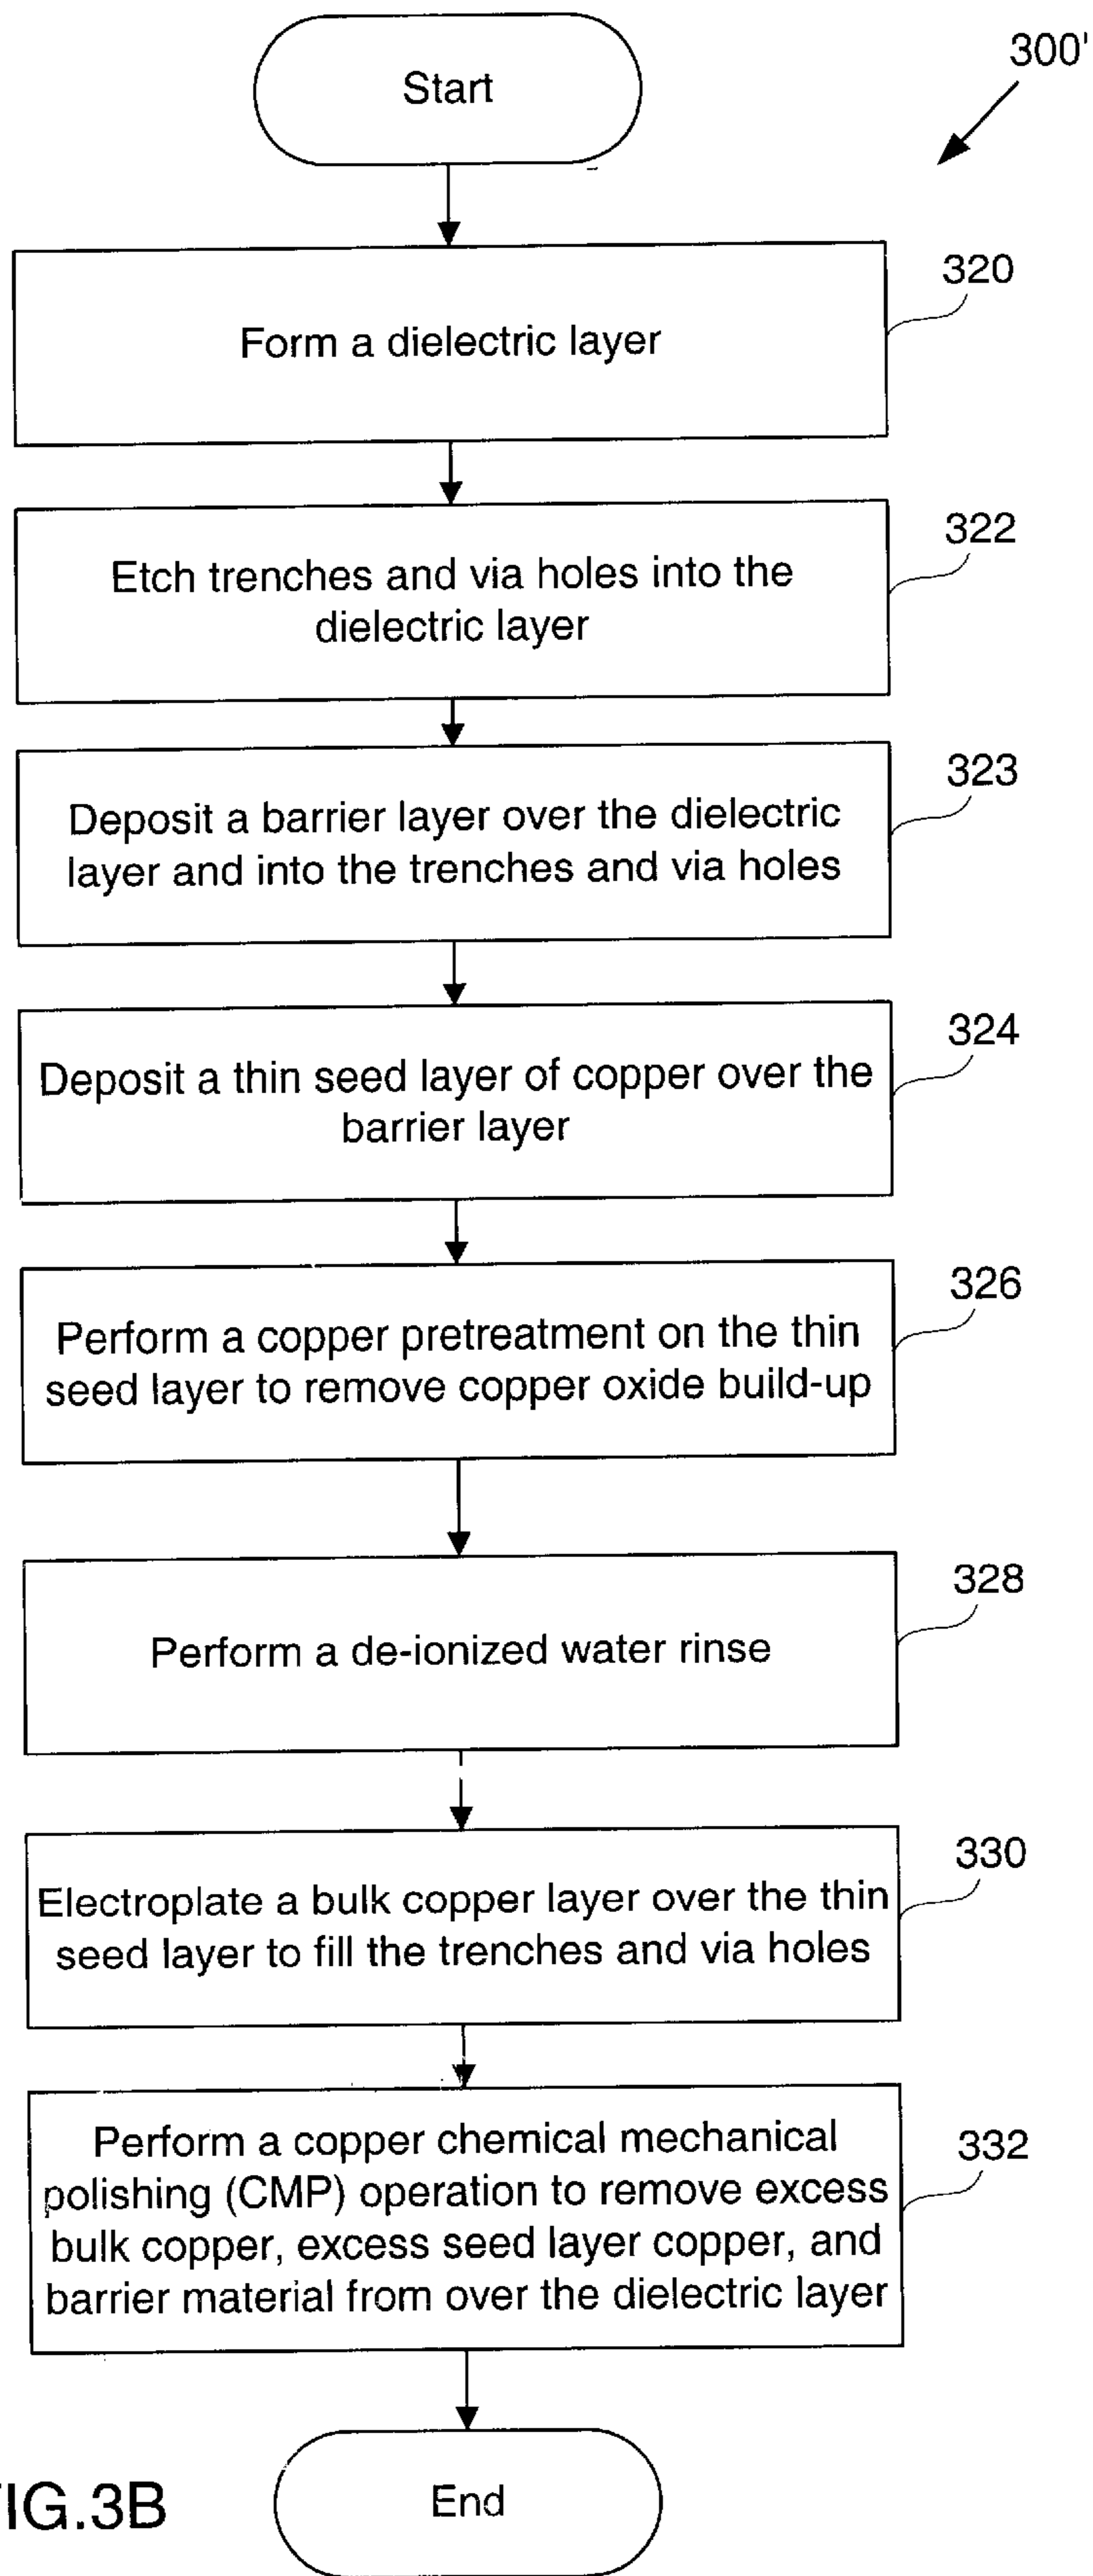 Start
300'
Form a dielectric layer
320
Etch trenches and via holes into the
dielectric layer
322
Deposit a barrier layer over the dielectric
layer and into the trenches and via holes
323
Deposit a thin seed layer of copper over the
barrier layer
324
Perform a copper pretreatment on the thin
seed layer to remove copper oxide build-up
326
Perform a de-ionized water rinse
328
Electroplate a bulk copper layer over the thin
seed layer to fill the trenches and via holes
330
Perform a copper chemical mechanical
polishing (CMP) operation to remove excess
bulk copper, excess seed layer copper, and
barrier material from over the dielectric layer
332
End
IG.3B